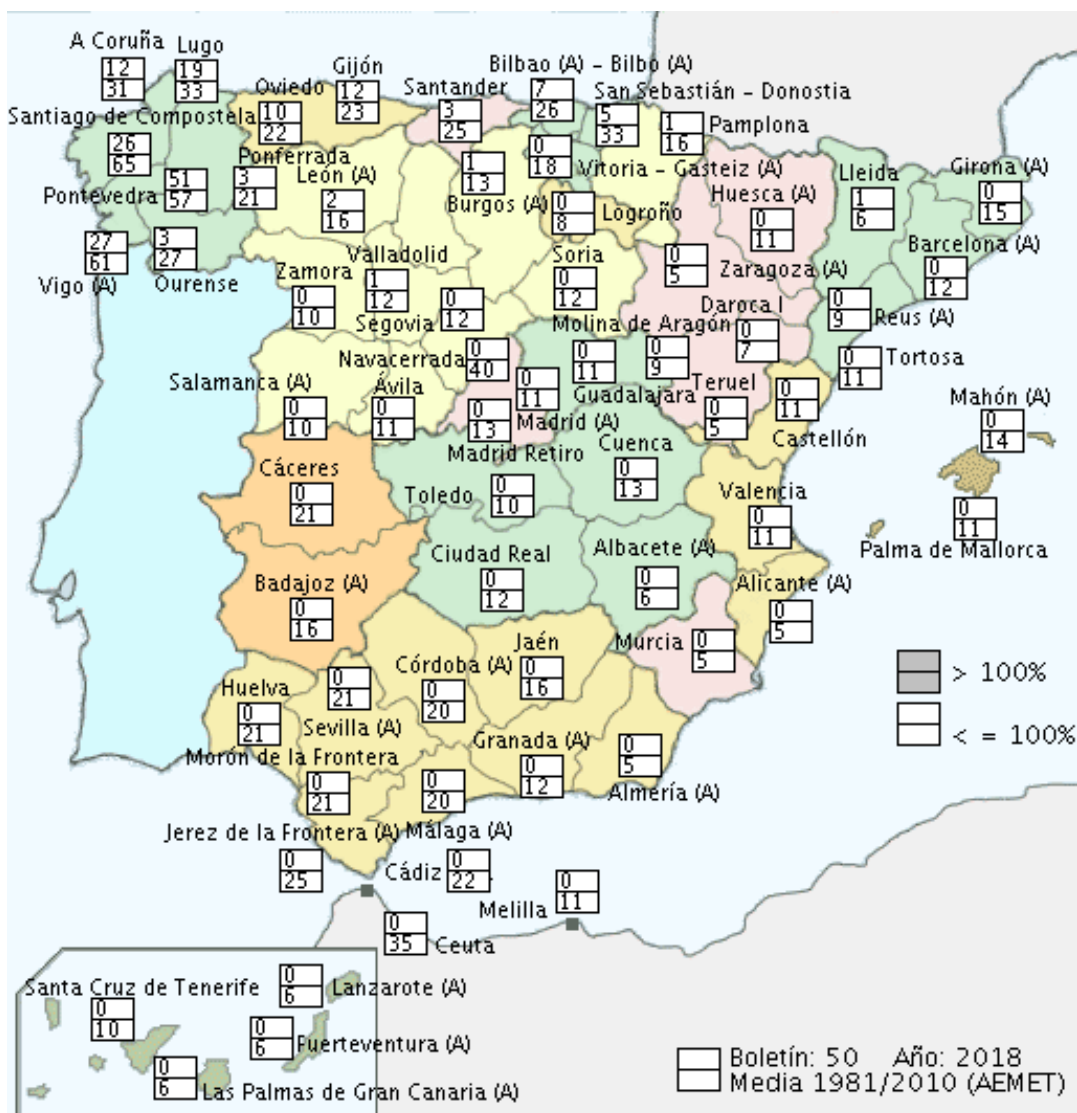 A Coruña
12
31
Lugo
19
33
Oviedo
10
22
Gijón
12
23
Santander
3
25
Bilbao (A) – Bilbo (A)
7
26
San Sebastián – Donostia
5
33
1
16
Pamplona
Santiago de Compostela
26
65
Pontevedra
51
57
Ponferrada
3
21
León (A)
2
16
1
13
Burgos (A)
0
18
Vitoria – Gasteiz (A)
0
8
Logroño
Huesca (A)
0
11
Lleida
1
6
Girona (A)
0
15
27
61
Vigo (A)
3
27
Ourense
Zamora
0
10
Valladolid
1
12
Segovia
0
12
Soria
0
12
0
5
Zaragoza (A)
Barcelona (A)
0
12
Daroca I
0
7
0
9
Reus (A)
Molina de Aragón
0
9
Navacerrada
0
40
0
11
Guadalajara
0
11
Tortosa
Salamanca (A)
0
10
Ávila
0
11
0
11
Madrid (A)
0
13
Madrid Retiro
Teruel
0
5
0
11
Castellón
Mahón (A)
0
14
Cáceres
0
21
Toledo
0
10
Cuenca
0
13
Valencia
0
11
0
11
Palma de Mallorca
Badajoz (A)
0
16
Ciudad Real
0
12
Albacete (A)
0
6
Alicante (A)
0
5
Murcia
0
5
Huelva
0
21
0
21
Sevilla (A)
Córdoba (A)
0
20
Jaén
0
16
> 100%
< = 100%
Morón de la Frontera
0
21
Granada (A)
0
12
0
5
Almería (A)
0
20
Málaga (A)
Jerez de la Frontera (A)
0
25
Cádiz
0
22
Melilla
0
11
0
35
Ceuta
Santa Cruz de Tenerife
0
10
0
6
Lanzarote (A)
0
6
Fuerteventura (A)
0
6
Las Palmas de Gran Canaria (A)
Boletín: 50 Año: 2018
Media 1981/2010 (AEMET)